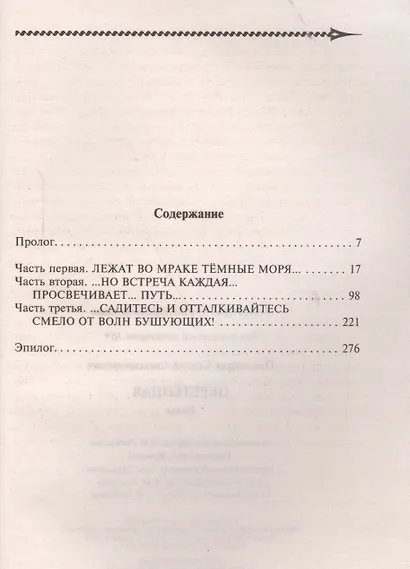 Содержание
Пролог. . . . . . . . . . . . . . . . . . . . . . . . . . . . . . . . . . . . . . . . . . . 7
Часть первая. ЛЕЖАТ ВО МРАКЕ ТЁМНЫЕ МОРЯ... . . . . . . . 17
Часть вторая. ...НО ВСТРЕЧА КАЖДАЯ...
ПРОСВЕЧИВАЕТ... ПУТЬ... . . . . . . . . . . . . . . . . . . . . . 98
Часть третья. ...САДИТЕСЬ И ОТТАЛКИВАЙТЕСЬ
СМЕЛО ОТ ВОЛН БУШУЮЩИХ! . . . . . . . . . . . . . . . . 221
Эпилог. . . . . . . . . . . . . . . . . . . . . . . . . . . . . . . . . . . . . . . . . 276